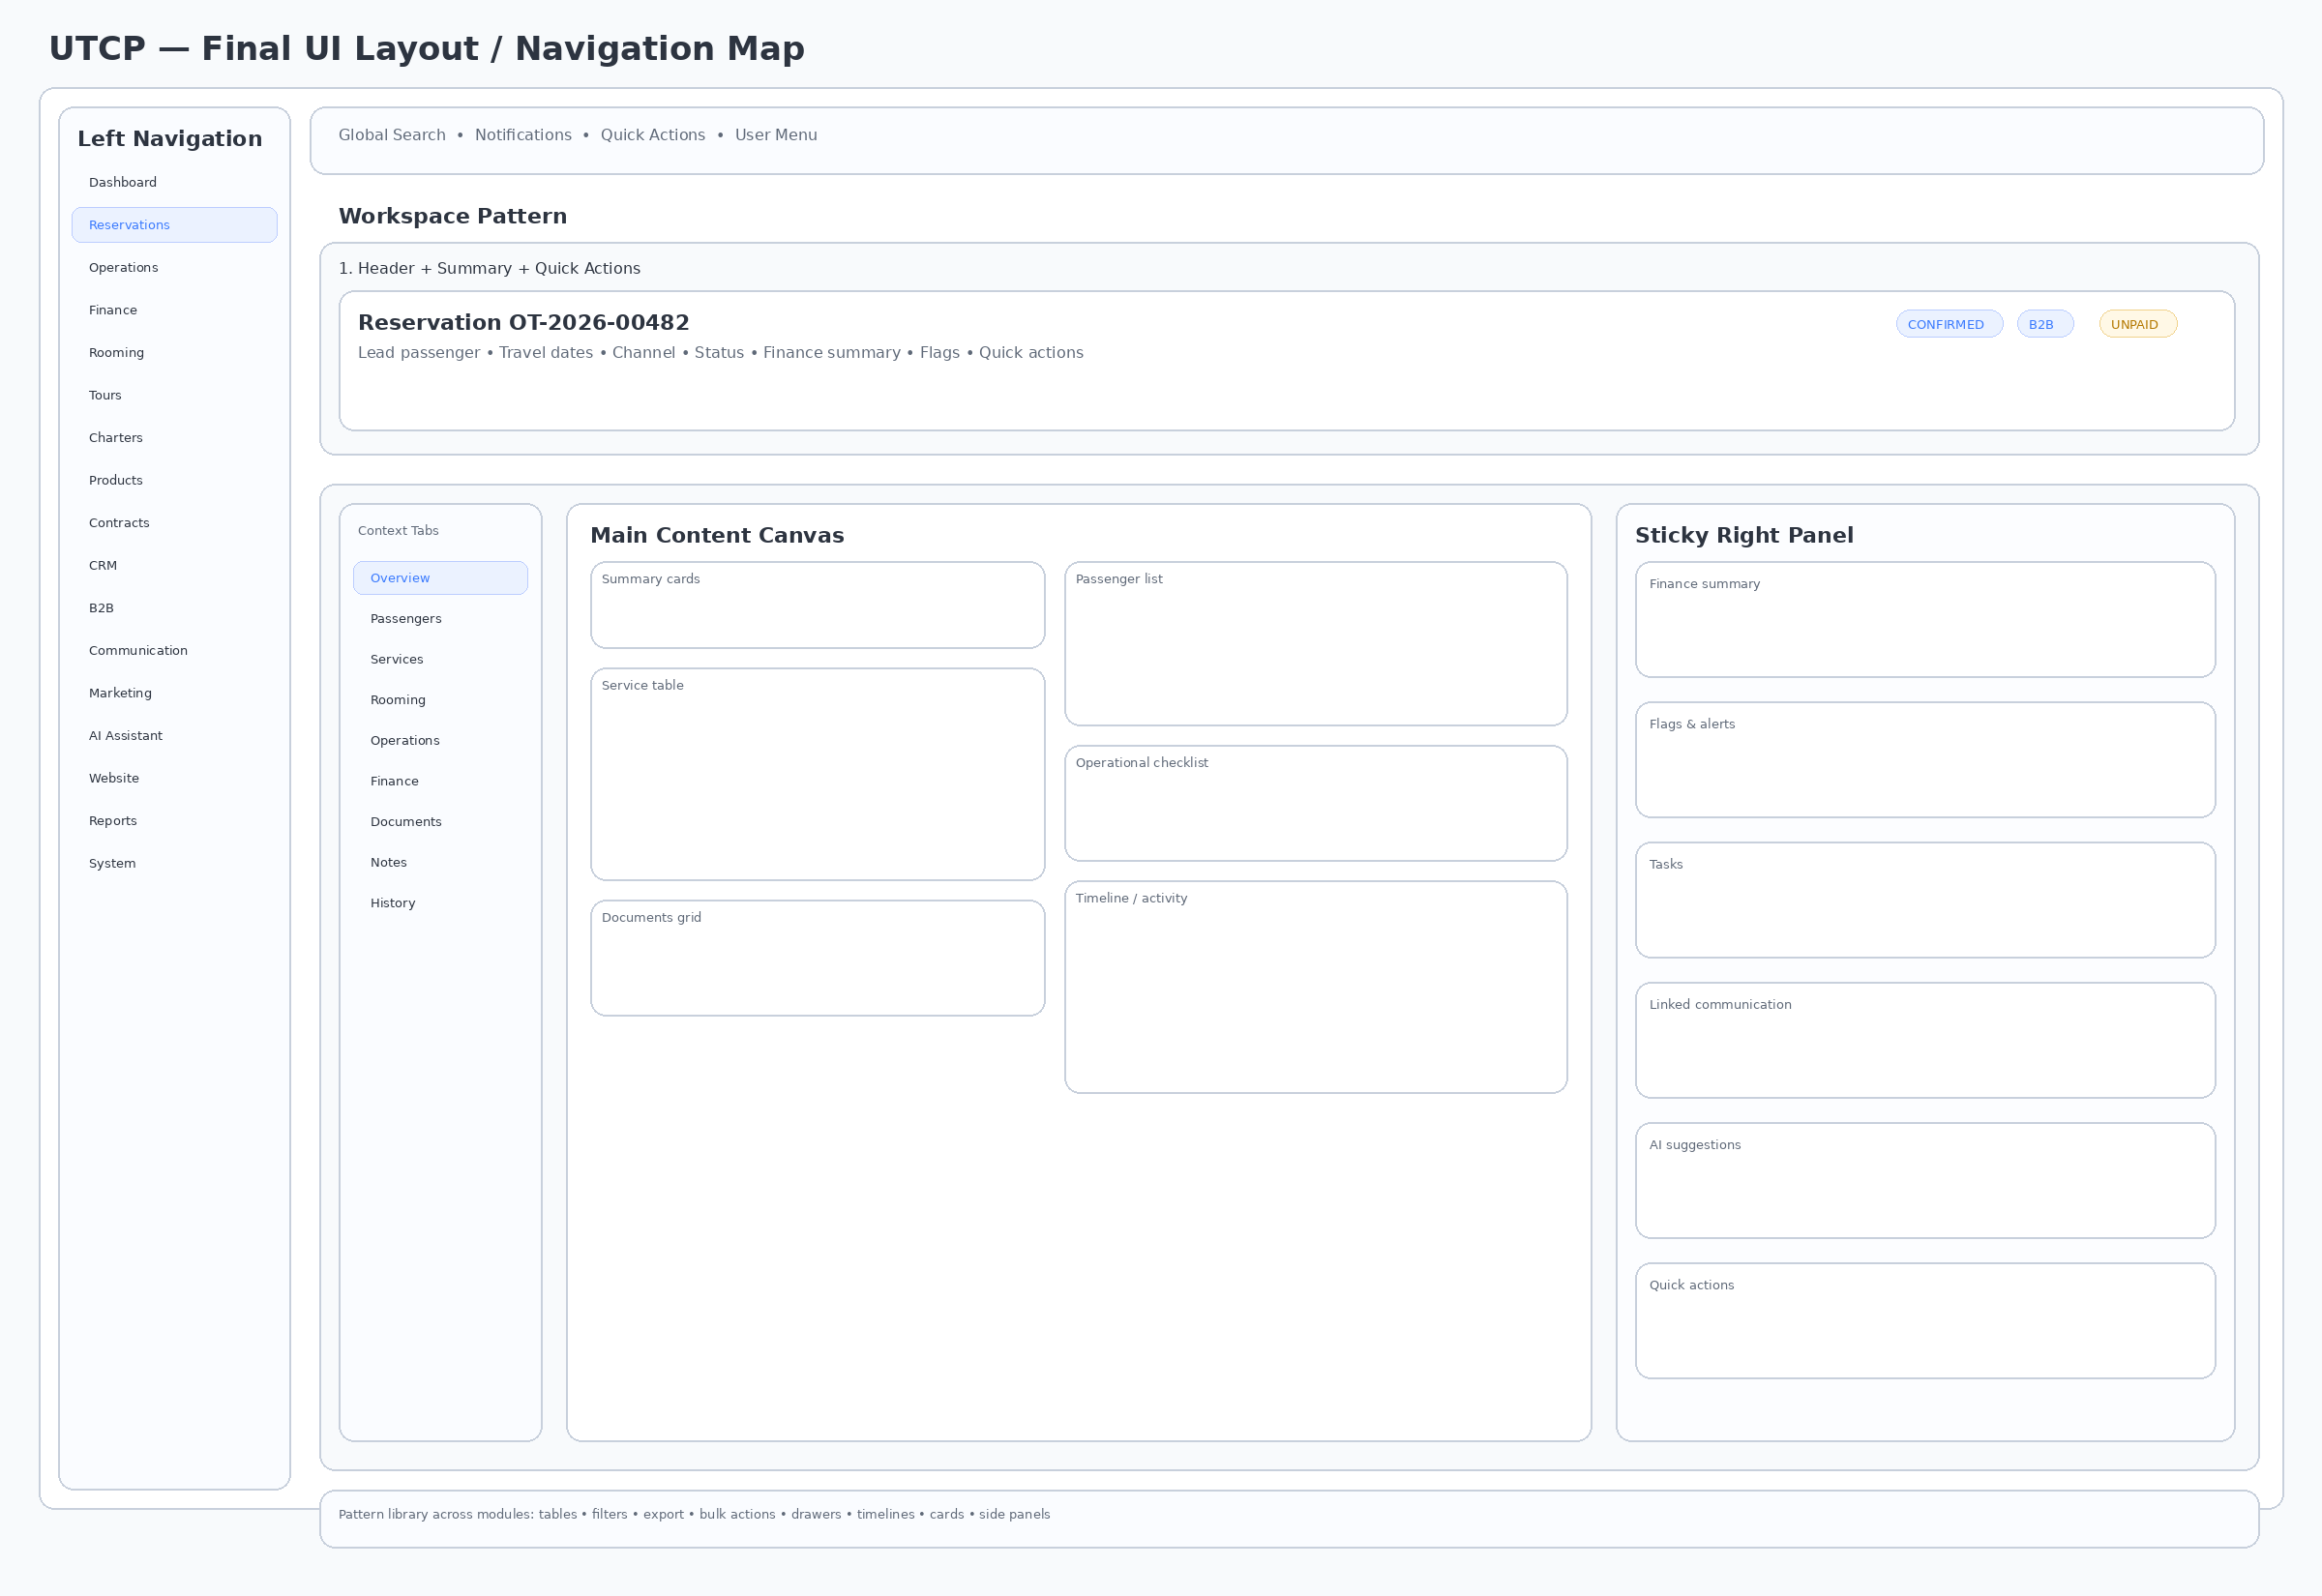 UTCP — Final UI Layout / Navigation Map
Left Navigation
Dashboard
Reservations
Operations
Finance
Rooming
Tours
Charters
Products
Contracts
CRM
B2B
Communication
Marketing
AI Assistant
Website
Reports
System
Global Search • Notifications • Quick Actions • User Menu
Workspace Pattern
1. Header + Summary + Quick Actions
Reservation OT-2026-00482
CONFIRMED
B2B
UNPAID
Lead passenger • Travel dates • Channel • Status • Finance summary • Flags • Quick actions
Context Tabs
Overview
Passengers
Services
Rooming
Operations
Finance
Documents
Notes
History
Main Content Canvas
Summary cards
Service table
Documents grid
Passenger list
Operational checklist
Timeline / activity
Sticky Right Panel
Finance summary
Flags & alerts
Tasks
Linked communication
AI suggestions
Quick actions
Pattern library across modules: tables • filters • export • bulk actions • drawers • timelines • cards • side panels